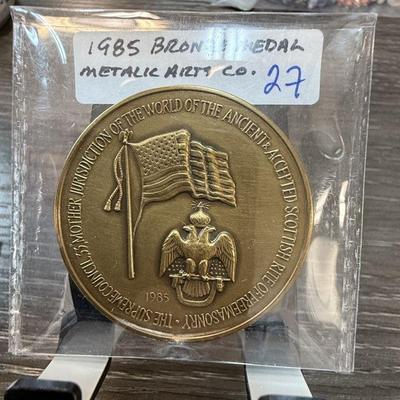 1985 BRON MEDAL
METALIC ARTS CO. 27
THE SUPREME COUNCIL, 33° MOTHER JURISDICTION OF THE WORLD OF THE ANCIENT & ACCEPTED SCOTTISH RITE OF FREEMASONRY •
1985